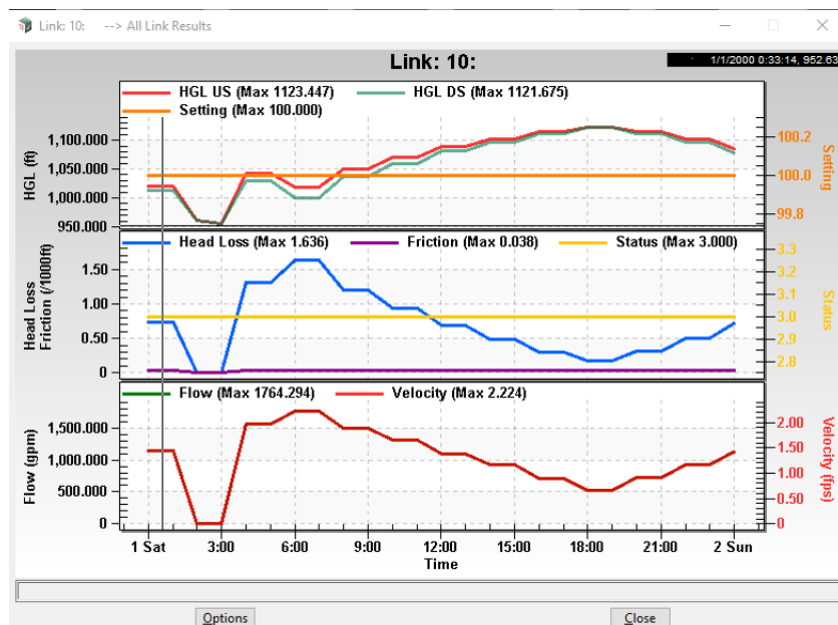 Link: 10: --> All Link Results
Link: 10:
1/1/2000 0:33:14, 952.63
HGL US (Max 1123.447) HGL DS (Max 1121.675)
Setting (Max 100.000)
HGL (ft)
1,100.000
1,050.000
1,000.000
950.000
100.2
100.0
99.8
Setting
Head Loss (Max 1.636) Friction (Max 0.038) Status (Max 3.000)
Head Loss
Friction (/1000ft)
1.50
1.00
0.50
0
3.3
3.2
3.1
3.0
2.9
2.8
Status
Flow (Max 1764.294) Velocity (Max 2.224)
Flow (gpm)
1,500.000
1,000.000
500.000
0
2.00
1.50
1.00
0.50
0
Velocity (fps)
1 Sat 3:00 6:00 9:00 12:00 15:00 18:00 21:00 2 Sun
Time
Options Close